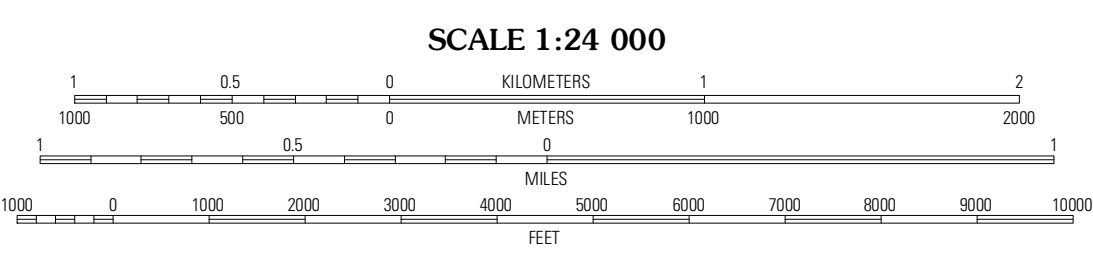 SCALE 1:24 000
1 0.5 0 KILOMETERS 1 2
1000 500 0 METERS 1000 2000
1 0.5 0 1
MILES
1000 0 1000 2000 3000 4000 5000 6000 7000 8000 9000 10000
FEET